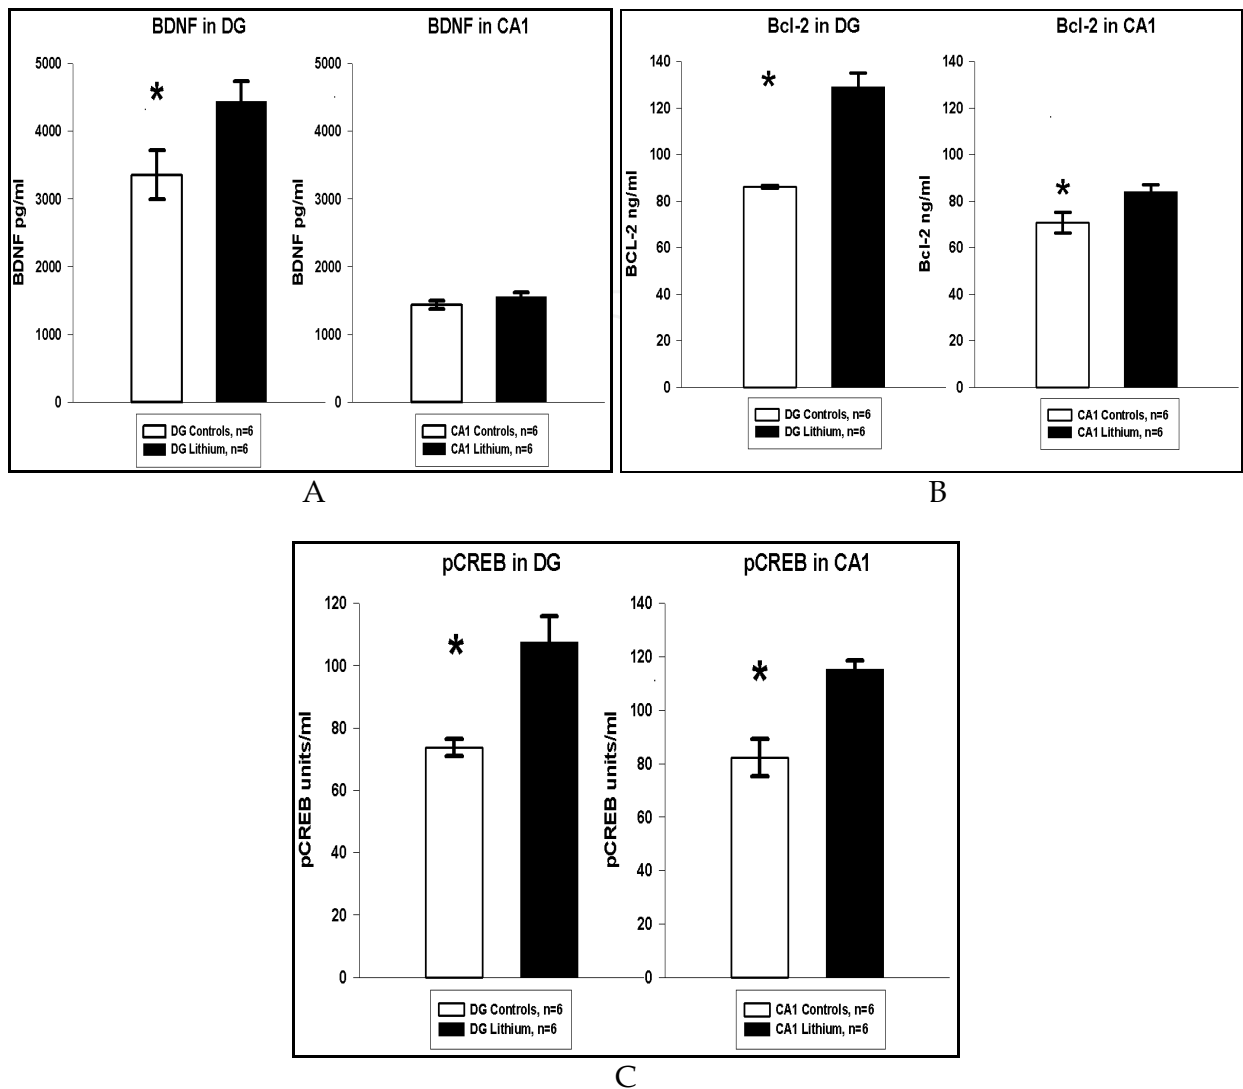 BDNF in DG
BDNF in CA1
5000
4000
3000
2000
1000
0
BDNF pg/ml
*
5000
4000
3000
2000
1000
0
BDNF pg/ml
DG Controls, n=6
DG Lithium, n=6
CA1 Controls, n=6
CA1 Lithium, n=6
A
Bcl-2 in DG
Bcl-2 in CA1
140
120
100
80
60
40
20
0
BCL-2 ng/ml
*
140
120
100
80
60
40
20
0
Bcl-2 ng/ml
*
DG Controls, n=6
DG Lithium, n=6
CA1 Controls, n=6
CA1 Lithium, n=6
B
pCREB in DG
pCREB in CA1
120
100
80
60
40
20
0
pCREB units/ml
*
140
120
100
80
60
40
20
0
pCREB units/ml
*
DG Controls, n=6
DG Lithium, n=6
CA1 Controls, n=6
CA1 Lithium, n=6
C